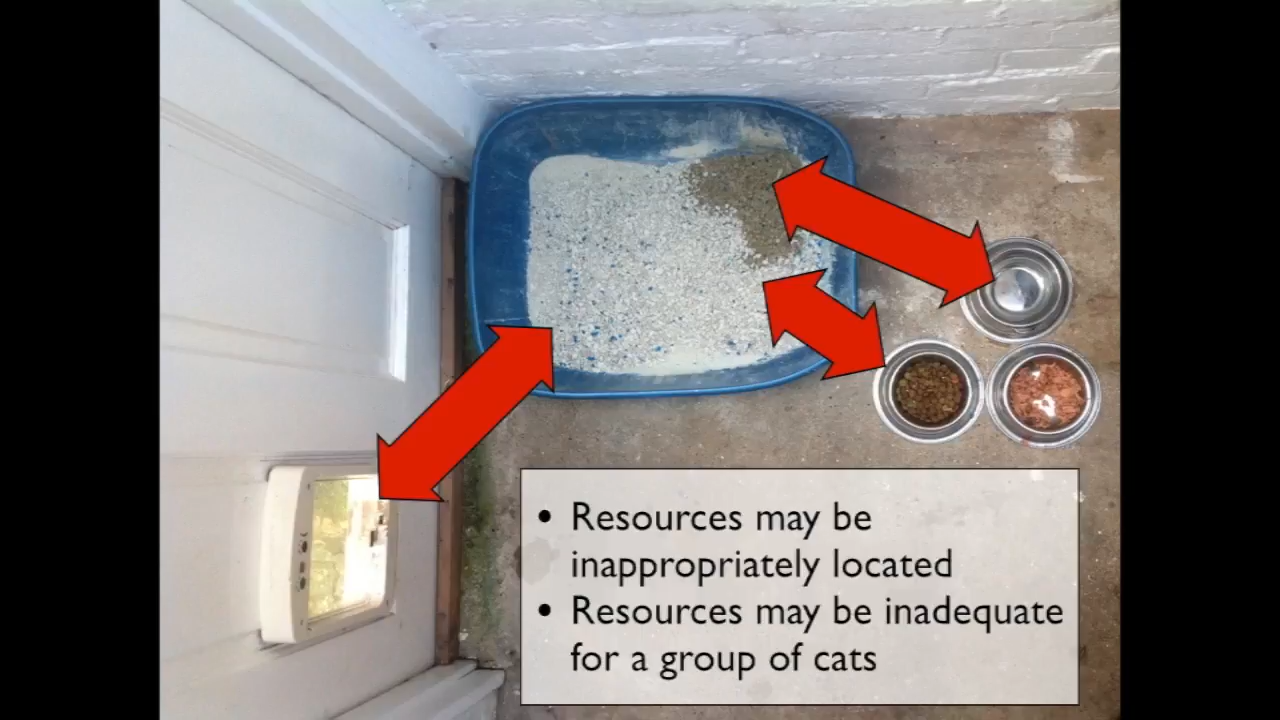 • Resources may be
inappropriately located
• Resources may be inadequate
for a group of cats